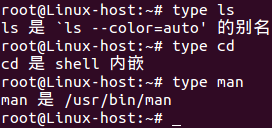 root@Linux-host:~# type ls
ls 是 `ls --color=auto' 的别名
root@Linux-host:~# type cd
cd 是 shell 内嵌
root@Linux-host:~# type man
man 是 /usr/bin/man
root@Linux-host:~# _